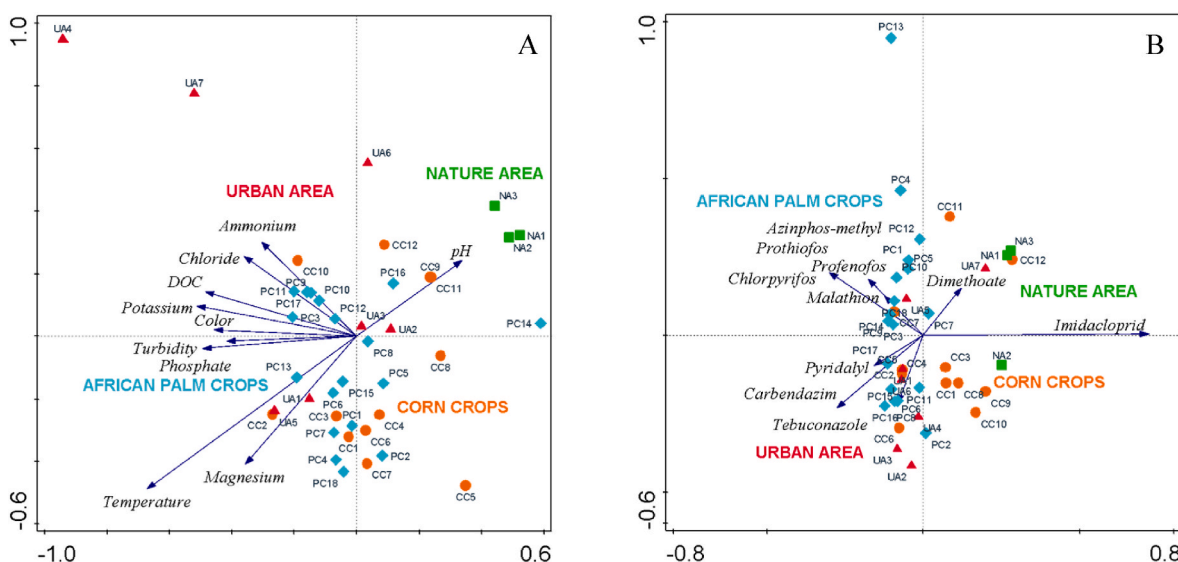 A
1.0
UA4
UA7
UA6
NATURE AREA
URBAN AREA
NA3
Ammonium
NA1
NA2
Chloride
CC12
pH
CC10
CC9
DOC
PC9
PC16
PC11
PC10
CC11
Potassium
PC17
PC12
PC3
UA3
PC14
Color
UA2
Turbidity
PC8
Phosphate
PC13
CC8
AFRICAN PALM CROPS
PC15
PC5
UA1
PC6
CORN CROPS
CC2
CC3
PC1
CC4
UA5
PC7
CC1
CC6
PC4
PC2
Magnesium
PC18
CC7
Temperature
CC5
-0.6
-1.0
0.6
B
1.0
PC13
PC4
AFRICAN PALM CROPS
CC11
Azinphos-methyl
PC12
Prothiofos
PC1
PC5
NA3
NA1
CC12
Profenofos
PC10
UA7
Chlorpyrifos
Dimethoate
NATURE AREA
Malathion
UA5
PC18
PC14
CC7
PC7
PC9
PC3
Imidacloprid
PC17
Pyridalyl
CC8
CC4
CC3
NA2
CC2
UA1
CORN CROPS
Carbendazim
PC15
UA6
PC11
CC1
CC8
PC16
PC6
CC9
Tebuconazole
PC8
UA4
CC10
CC6
PC2
URBAN AREA
UA3
UA2
-0.6
-0.8
0.8